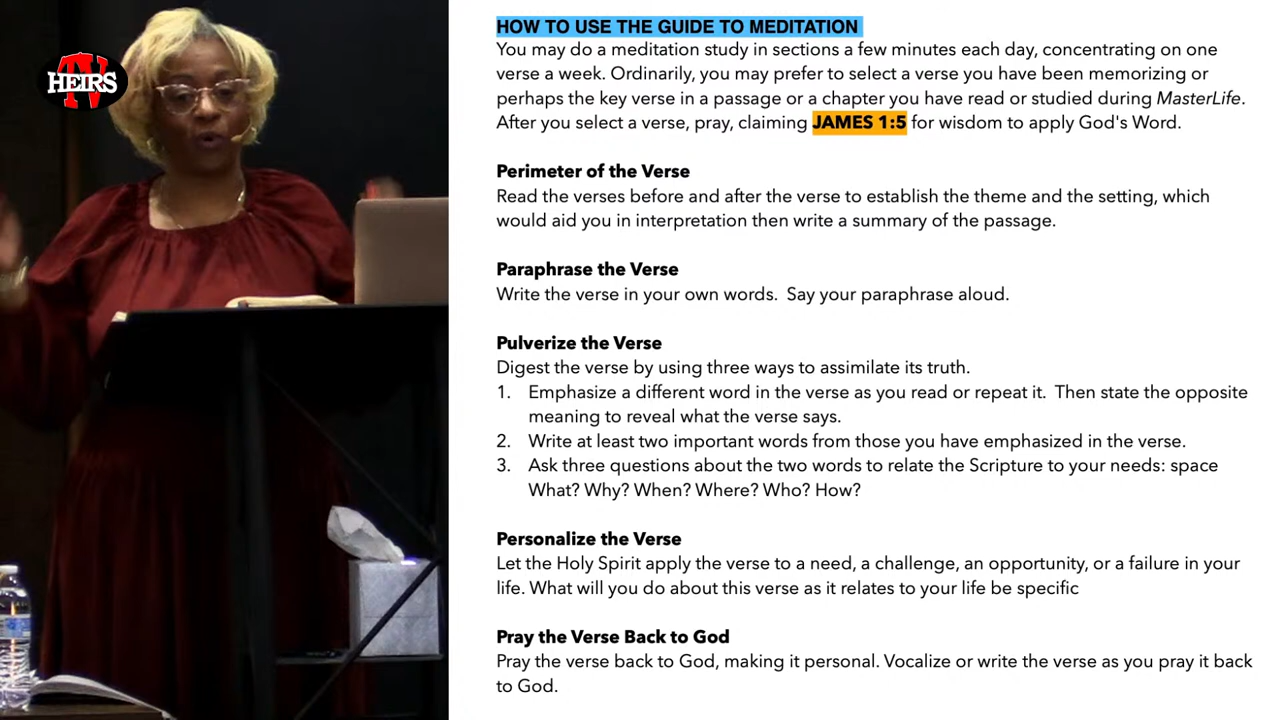 HEIRS
HOW TO USE THE GUIDE TO MEDITATION
You may do a meditation study in sections a few minutes each day, concentrating on one
verse a week. Ordinarily, you may prefer to select a verse you have been memorizing or
perhaps the key verse in a passage or a chapter you have read or studied during MasterLife.
After you select a verse, pray, claiming JAMES 1:5 for wisdom to apply God's Word.
Perimeter of the Verse
Read the verses before and after the verse to establish the theme and the setting, which
would aid you in interpretation then write a summary of the passage.
Paraphrase the Verse
Write the verse in your own words.  Say your paraphrase aloud.
Pulverize the Verse
Digest the verse by using three ways to assimilate its truth.
1. Emphasize a different word in the verse as you read or repeat it.  Then state the opposite
meaning to reveal what the verse says.
2. Write at least two important words from those you have emphasized in the verse.
3. Ask three questions about the two words to relate the Scripture to your needs: space
What? Why? When? Where? Who? How?
Personalize the Verse
Let the Holy Spirit apply the verse to a need, a challenge, an opportunity, or a failure in your
life. What will you do about this verse as it relates to your life be specific
Pray the Verse Back to God
Pray the verse back to God, making it personal. Vocalize or write the verse as you pray it back
to God.